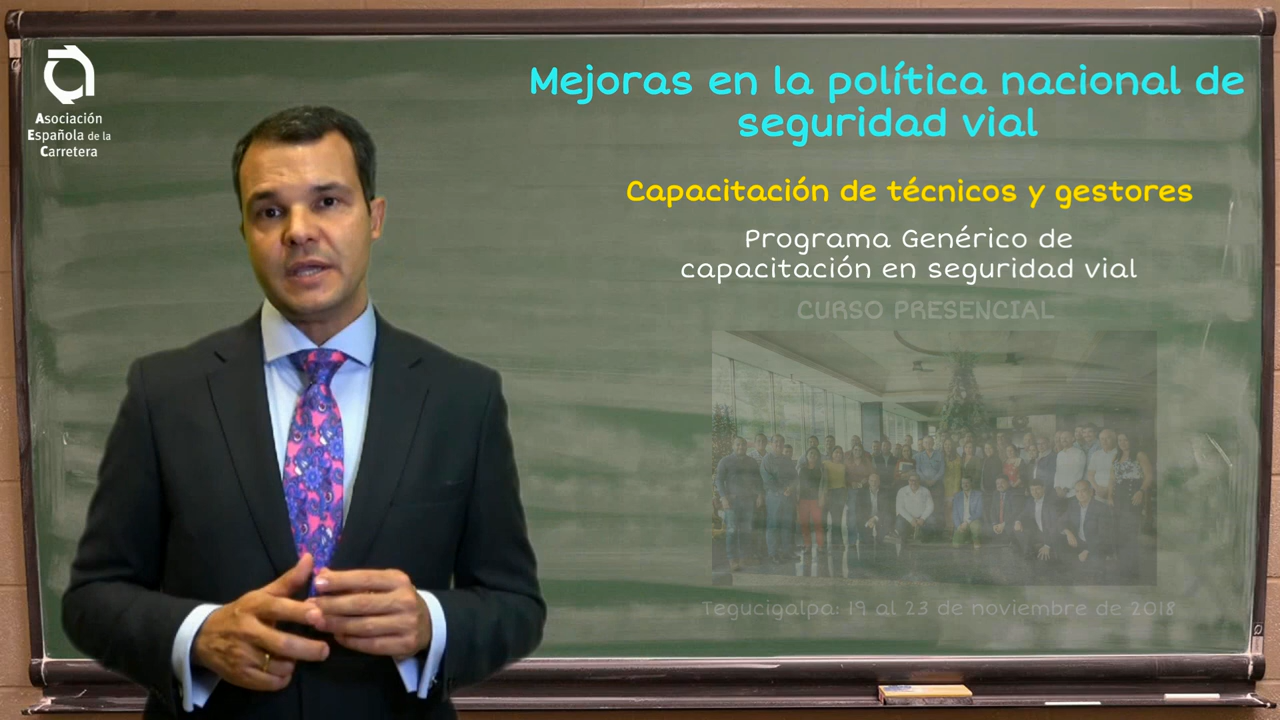 Asociación
Española de la
Carretera
Mejoras en la política nacional de
seguridad vial
Capacitación de técnicos y gestores
Programa Genérico de
capacitación en seguridad vial
CURSO PRESENCIAL
Tegucigalpa: 19 al 23 de noviembre de 2018